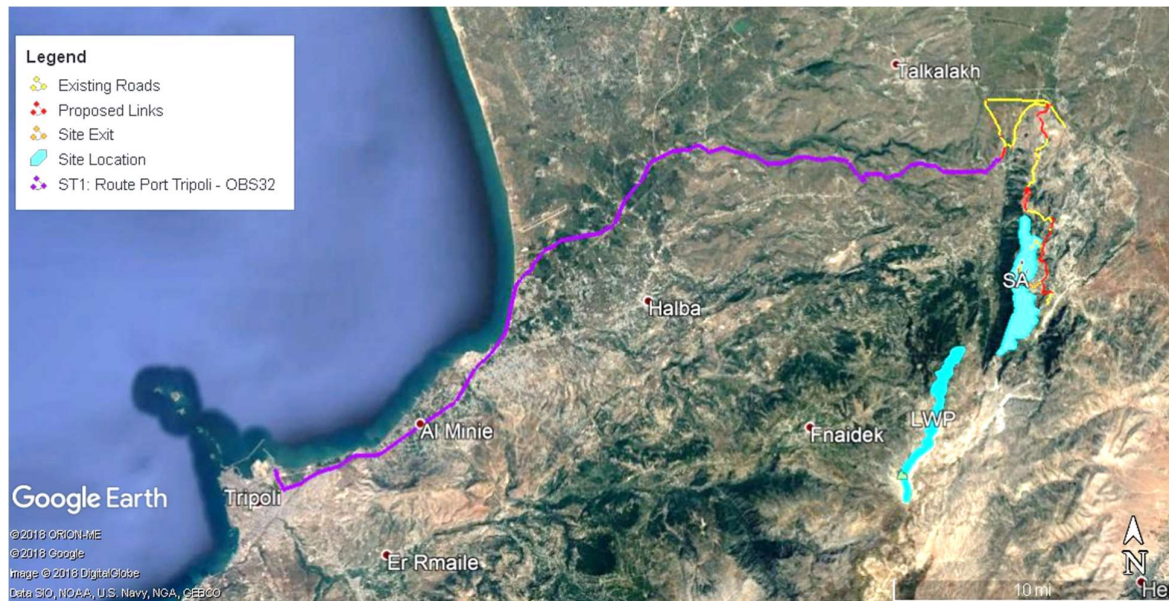 Legend
Existing Roads
Proposed Links
Site Exit
Site Location
ST1: Route Port Tripoli - OBS32
Talkalakh
Halba
SA
Al Minie
Fnaidek
LWP
Tripoli
Er Rmaile
Google Earth
©2018 ORION-ME
©2018 Google
Image © 2018 DigitalGlobe
Data SIO, NOAA, U.S. Navy, NGA, GEBCO
N
10 mi
He